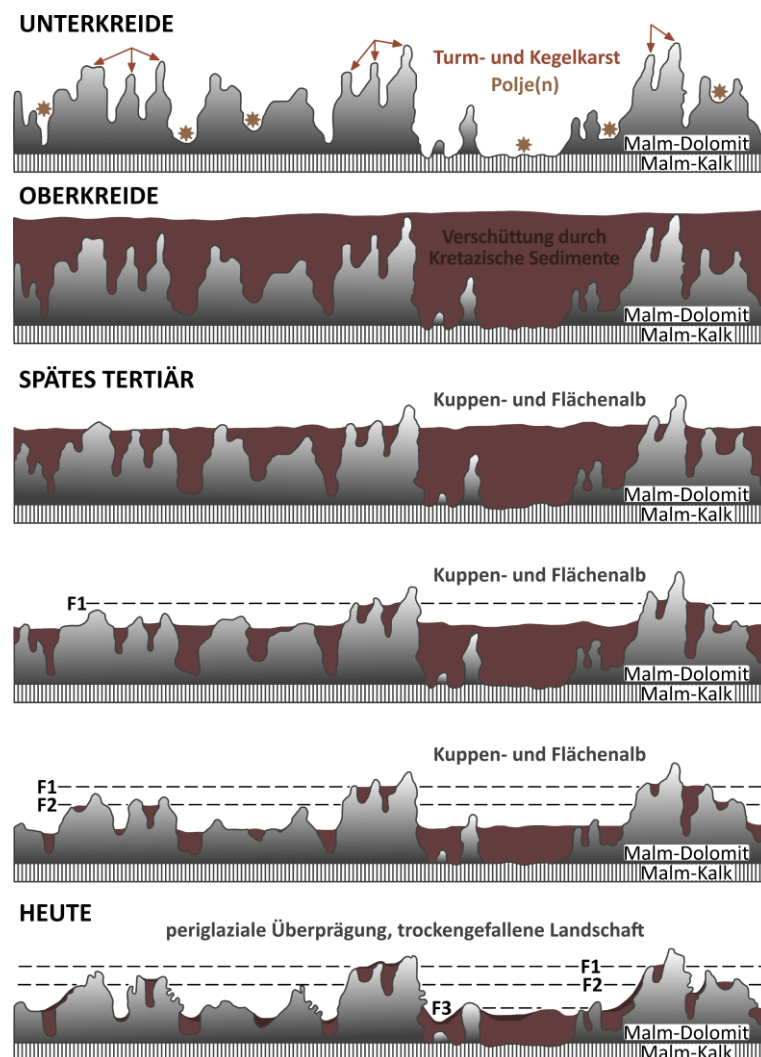 UNTERKREIDE
Turm- und Kegelkarst
Polje(n)
Malm-Dolomit
Malm-Kalk
OBERKREIDE
Verschüttung durch
Kretazische Sedimente
Malm-Dolomit
Malm-Kalk
SPÄTES TERTIÄR
Kuppen- und Flächenalb
Malm-Dolomit
Malm-Kalk
Kuppen- und Flächenalb
F1
Malm-Dolomit
Malm-Kalk
Kuppen- und Flächenalb
F1
F2
Malm-Dolomit
Malm-Kalk
HEUTE
periglaziale Überprägung, trockengefallene Landschaft
F1
F2
F3
Malm-Dolomit
Malm-Kalk